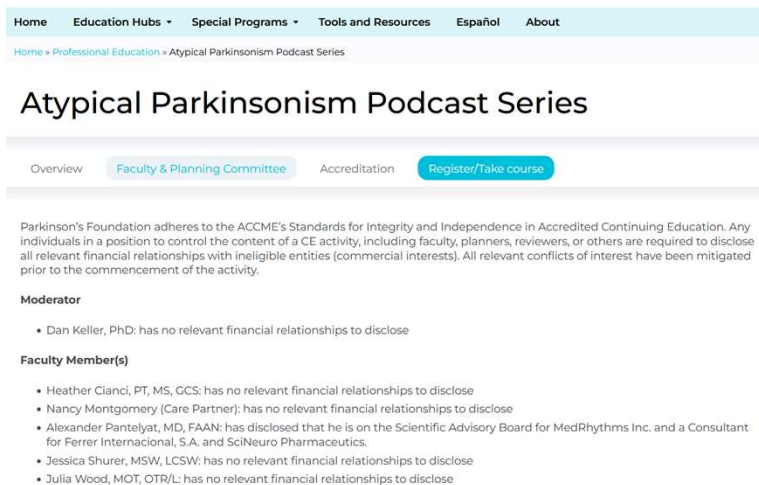 Home Education Hubs Special Programs Tools and Resources Español About
Home » Professional Education » Atypical Parkinsonism Podcast Series
Atypical Parkinsonism Podcast Series
Overview Faculty & Planning Committee Accreditation Register/Take course
Parkinson's Foundation adheres to the ACCME's Standards for Integrity and Independence in Accredited Continuing Education. Any
individuals in a position to control the content of a CE activity, including faculty, planners, reviewers, or others are required to disclose
all relevant financial relationships with ineligible entities (commercial interests). All relevant conflicts of interest have been mitigated
prior to the commencement of the activity.
Moderator
• Dan Keller, PhD: has no relevant financial relationships to disclose
Faculty Member(s)
• Heather Cianci, PT, MS, GCS: has no relevant financial relationships to disclose
• Nancy Montgomery (Care Partner): has no relevant financial relationships to disclose
• Alexander Pantelyat, MD, FAAN: has disclosed that he is on the Scientific Advisory Board for MedRhythms Inc. and a Consultant
for Ferrer Internacional, S.A. and SciNeuro Pharmaceutics.
• Jessica Shurer, MSW, LCSW: has no relevant financial relationships to disclose
• Julia Wood, MOT, OTR/L: has no relevant financial relationships to disclose